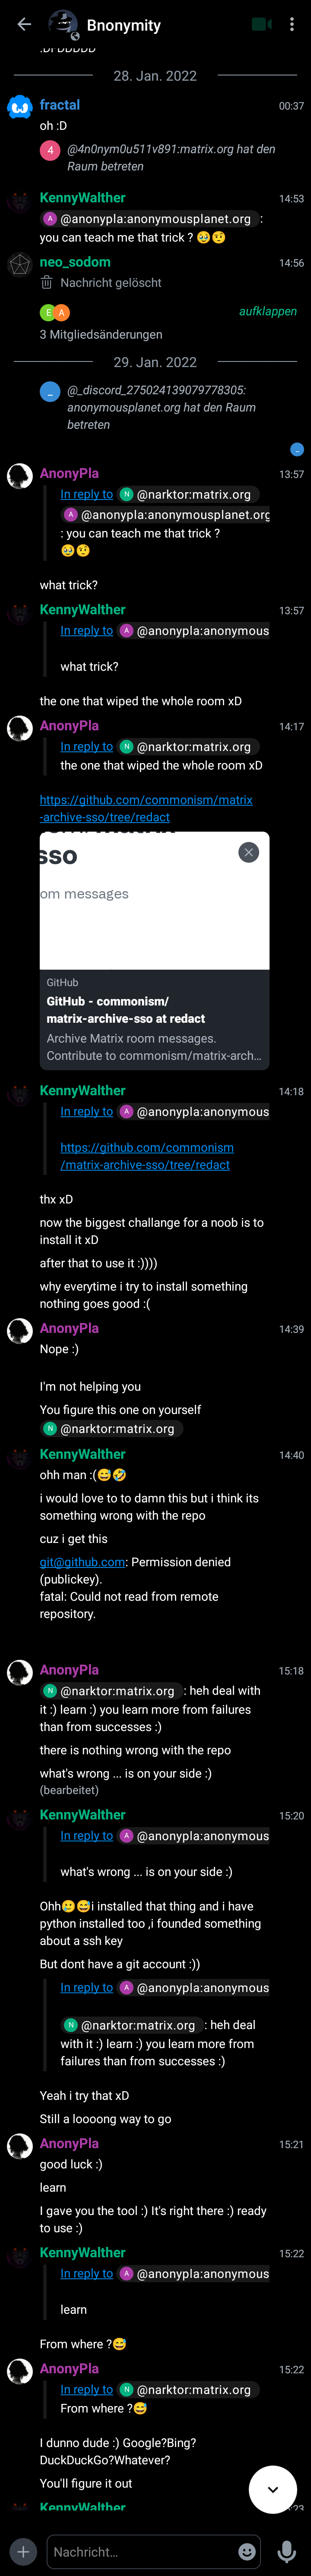 Bnonymity
:DFDDDDD
28. Jan. 2022
fractal 00:37
oh :D
4 @4n0nym0u511v891:matrix.org hat den
Raum betreten
KennyWalther 14:53
A @anonypla:anonymousplanet.org :
you can teach me that trick ? 🥹🤨
neo_sodom 14:56
Nachricht gelöscht
E A aufklappen
3 Mitgliedsänderungen
29. Jan. 2022
_ @_discord_275024139079778305:
anonymousplanet.org hat den Raum
betreten
_
AnonyPla 13:57
In reply to N @narktor:matrix.org
A @anonypla:anonymousplanet.org
: you can teach me that trick ?
🥹🤨
what trick?
KennyWalther 13:57
In reply to A @anonypla:anonymous
what trick?
the one that wiped the whole room xD
AnonyPla 14:17
In reply to N @narktor:matrix.org
the one that wiped the whole room xD
https://github.com/commonism/matrix
-archive-sso/tree/redact
sso
om messages
GitHub
GitHub - commonism/
matrix-archive-sso at redact
Archive Matrix room messages.
Contribute to commonism/matrix-arch...
KennyWalther 14:18
In reply to A @anonypla:anonymous
https://github.com/commonism
/matrix-archive-sso/tree/redact
thx xD
now the biggest challange for a noob is to
install it xD
after that to use it :))))
why everytime i try to install something
nothing goes good :(
AnonyPla 14:39
Nope :)
I'm not helping you
You figure this one on yourself
N @narktor:matrix.org
KennyWalther 14:40
ohh man :(😅🤣
i would love to to damn this but i think its
something wrong with the repo
cuz i get this
git@github.com: Permission denied
(publickey).
fatal: Could not read from remote
repository.
AnonyPla 15:18
N @narktor:matrix.org : heh deal with
it :) learn :) you learn more from failures
than from successes :)
there is nothing wrong with the repo
what's wrong ... is on your side :)
(bearbeitet)
KennyWalther 15:20
In reply to A @anonypla:anonymous
what's wrong ... is on your side :)
Ohh🥲😅i installed that thing and i have
python installed too ,i founded something
about a ssh key
But dont have a git account :))
In reply to A @anonypla:anonymous
N @narktor:matrix.org : heh deal
with it :) learn :) you learn more from
failures than from successes :)
Yeah i try that xD
Still a loooong way to go
AnonyPla 15:21
good luck :)
learn
I gave you the tool :) It's right there :) ready
to use :)
KennyWalther 15:22
In reply to A @anonypla:anonymous
learn
From where ?😅
AnonyPla 15:22
In reply to N @narktor:matrix.org
From where ?😅
I dunno dude :) Google?Bing?
DuckDuckGo?Whatever?
You'll figure it out
KennyWalther :23
Nachricht...